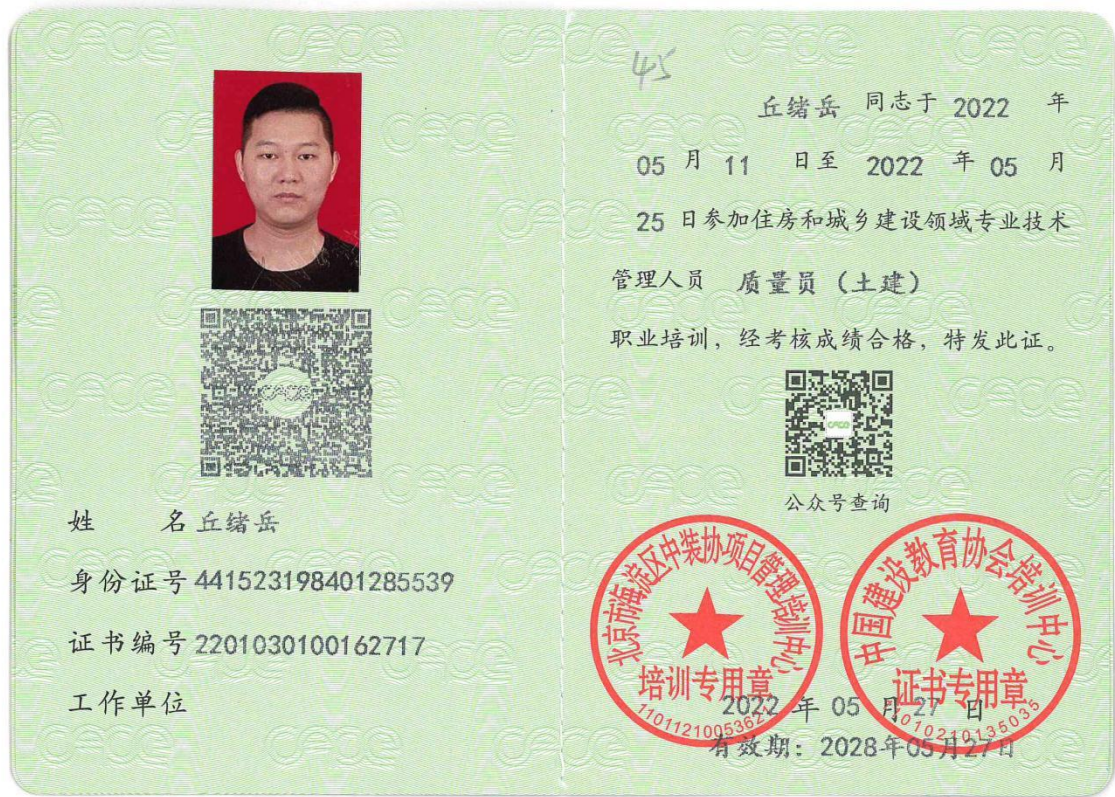 姓 名 丘绪岳
身份证号 441523198401285539
证书编号 2201030100162717
工作单位
45
丘绪岳 同志于 2022 年
05 月 11 日至 2022 年 05 月
25 日参加住房和城乡建设领域专业技术
管理人员 质量员（土建）
职业培训，经考核成绩合格，特发此证。
公众号查询
北京市海淀区中装协项目管理培训中心
培训专用章
中国建设教育协会培训中心
证书专用章
11010210135035
2022 年 05 月 27 日
有效期：2028年05月27日